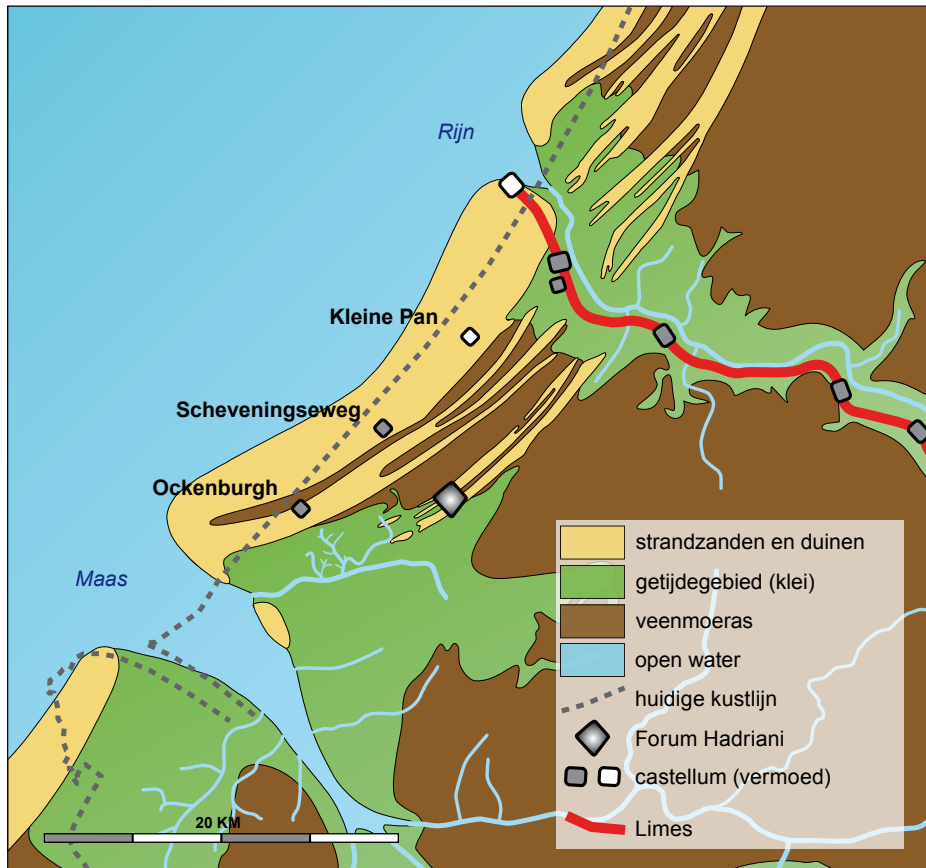 Rijn
Kleine Pan
Scheveningseweg
Ockenburgh
Maas
strandzanden en duinen
getijdegebied (klei)
veenmoeras
open water
huidige kustlijn
Forum Hadriani
castellum (vermoed)
Limes
20 KM